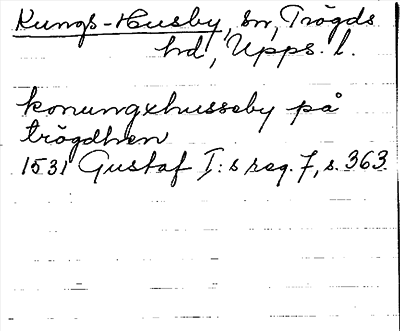 Kungs-Husby, sn, Trögds
hd, Upps. l.
konungxhusseby på
trögdhen
1531 Gustaf I:s reg. 7, s. 363